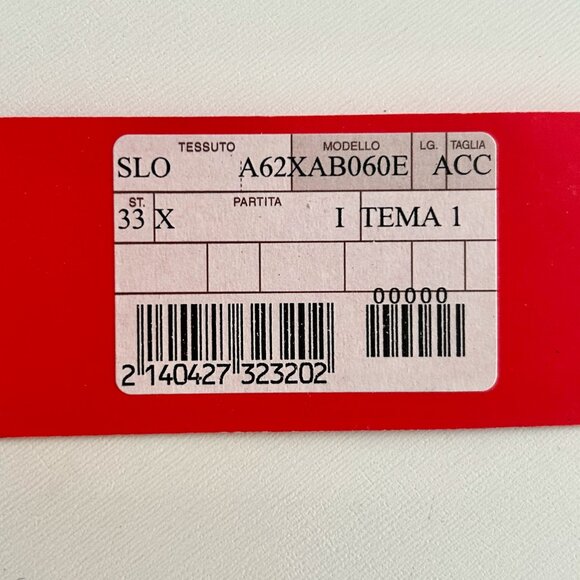 TESSUTO MODELLO LG. TAGLIA
SLO A62XAB060E ACC
ST. PARTITA
33 X I TEMA 1
00000
2 140427 323202